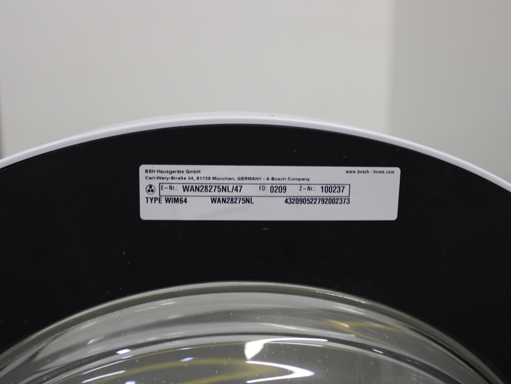 BSH Hausgeräte GmbH www.bosch-home.com
Carl-Wery-Straße 34, 81739 München, GERMANY - A Bosch Company
E-Nr.: WAN28275NL/47 FD 0209 Z-Nr.: 100237
TYPE WIM64 WAN28275NL 432090522792002373